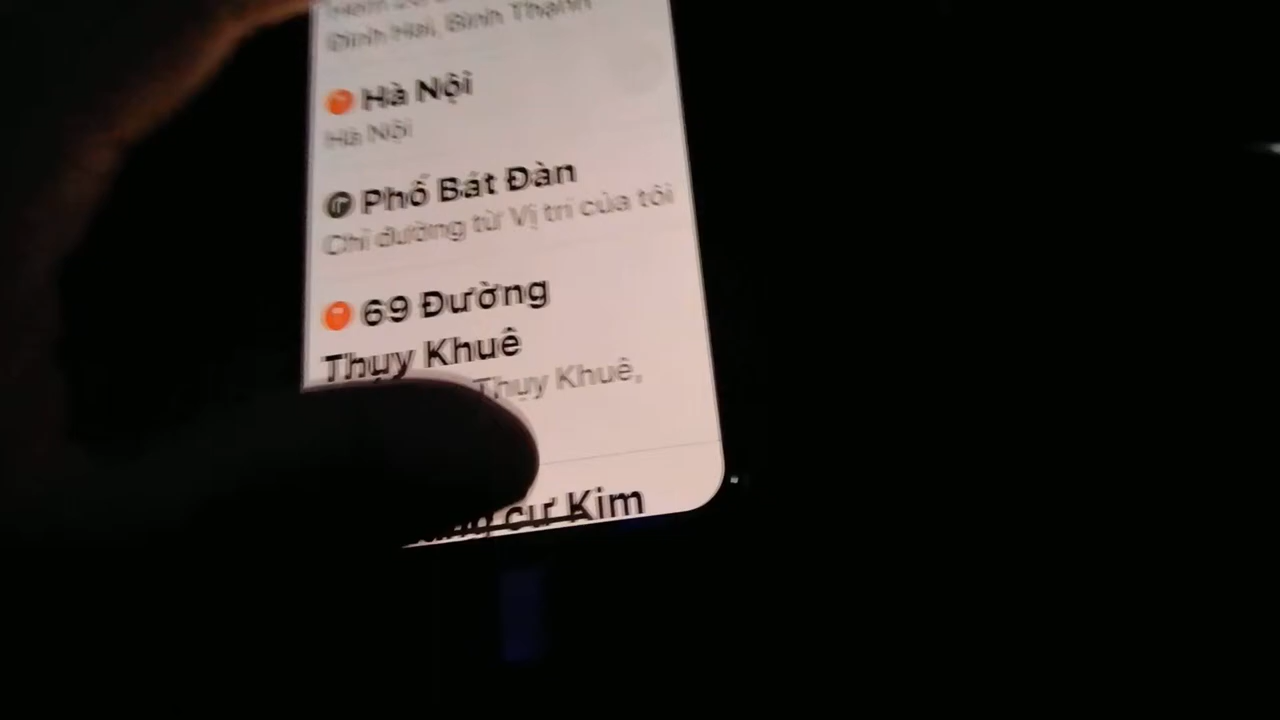 Đình Hai, Bình Thạnh
Hà Nội
Hà Nội
Phố Bát Đàn
Chỉ đường từ Vị trí của tôi
69 Đường
Thụy Khuê
Thụy Khuê,
cư Kim